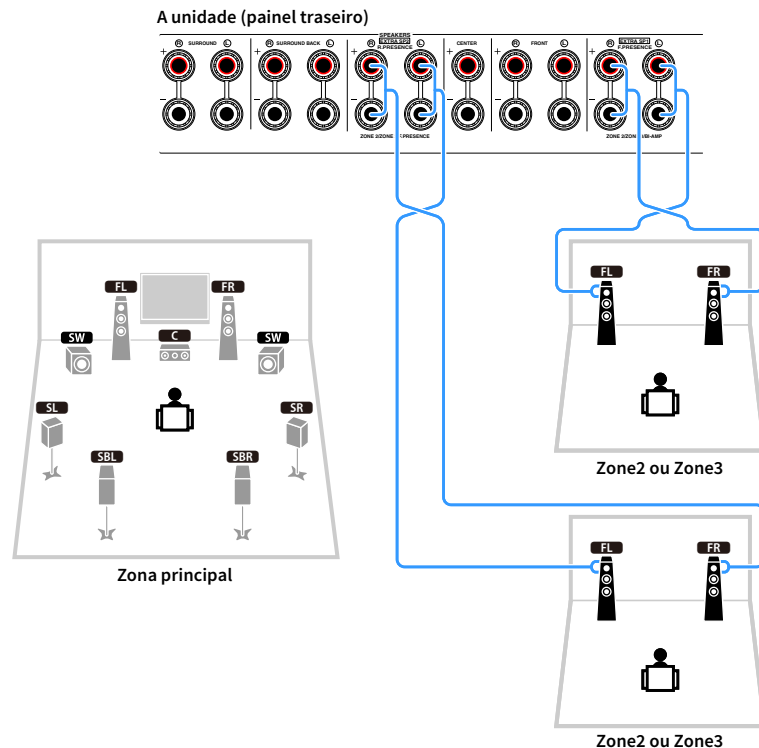 A unidade (painel traseiro)
SPEAKERS
EXTRA SP2
EXTRA SP1
R SURROUND L
R SURROUND BACK L
R R.PRESENCE L
CENTER
R FRONT L
R F.PRESENCE L
+ + + + + +
- - - - - -
ZONE 2/ZONE F.PRESENCE
ZONE 2/ZON /BI-AMP
FL FR
SW C SW
SL SR
SBL SBR
Zona principal
FL FR
Zone2 ou Zone3
FL FR
Zone2 ou Zone3